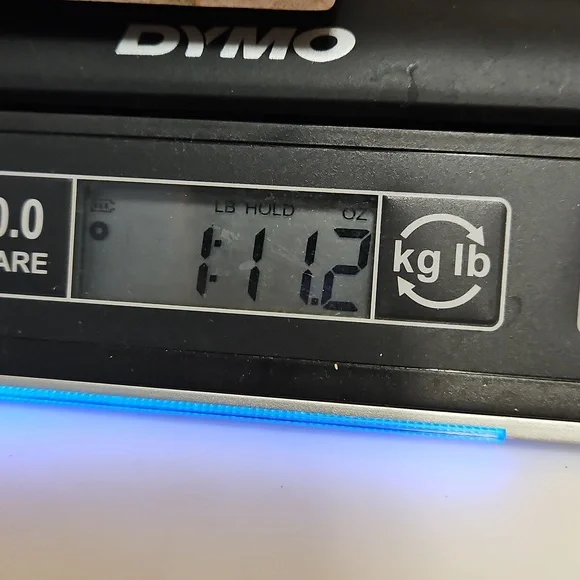 DYMO
0.0
ARE
LB HOLD OZ
1:11.2
kg lb